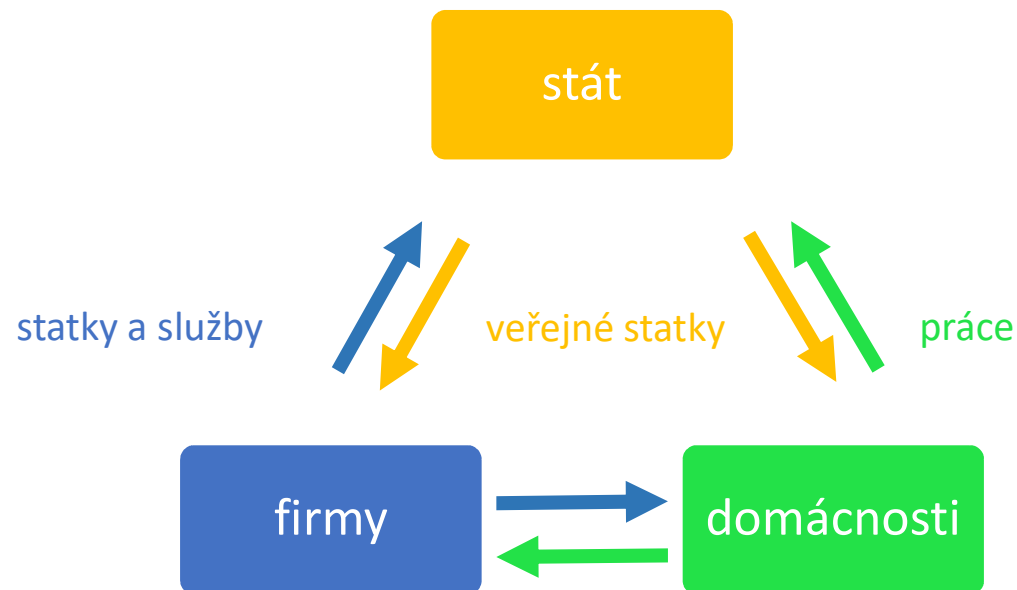 stát
statky a služby
veřejné statky
práce
firmy
domácnosti